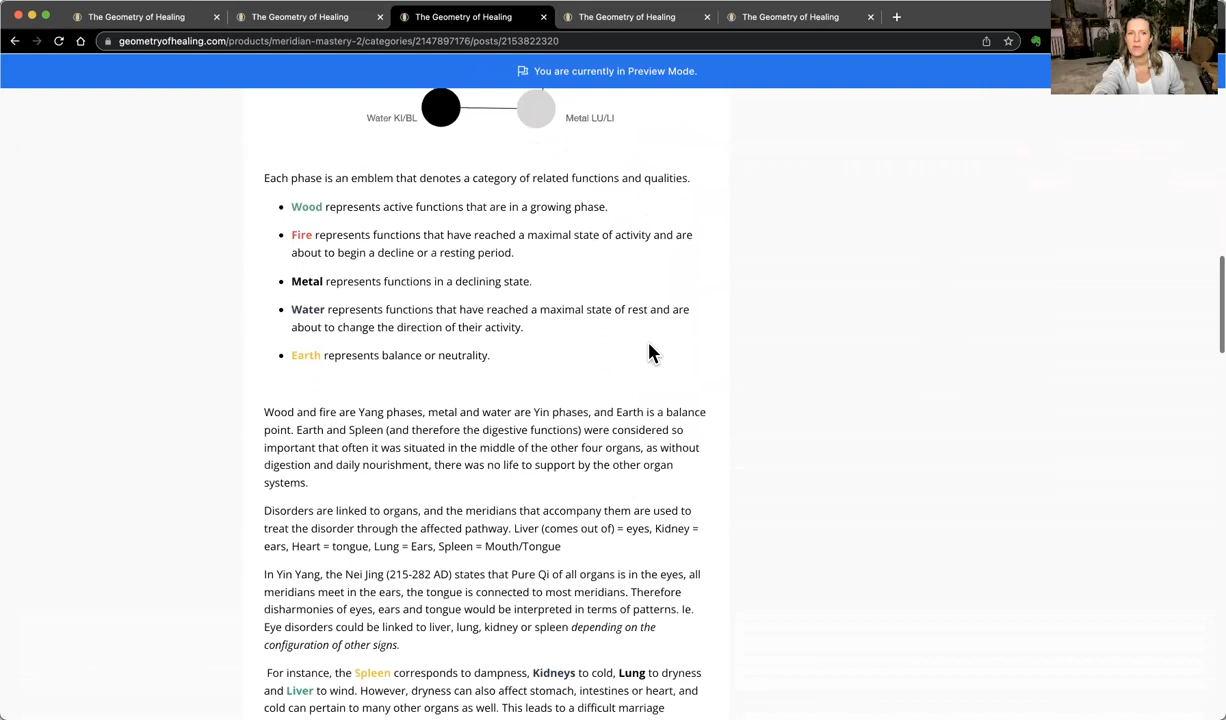 The Geometry of Healing × The Geometry of Healing × The Geometry of Healing × The Geometry of Healing × The Geometry of Healing × +
geometryofhealing.com/products/meridian-mastery-2/categories/2147897176/posts/2153822320
You are currently in Preview Mode.
Water KI/BL
Metal LU/LI
Each phase is an emblem that denotes a category of related functions and qualities.
• Wood represents active functions that are in a growing phase.
• Fire represents functions that have reached a maximal state of activity and are
about to begin a decline or a resting period.
• Metal represents functions in a declining state.
• Water represents functions that have reached a maximal state of rest and are
about to change the direction of their activity.
• Earth represents balance or neutrality.
Wood and fire are Yang phases, metal and water are Yin phases, and Earth is a balance
point. Earth and Spleen (and therefore the digestive functions) were considered so
important that often it was situated in the middle of the other four organs, as without
digestion and daily nourishment, there was no life to support by the other organ
systems.
Disorders are linked to organs, and the meridians that accompany them are used to
treat the disorder through the affected pathway. Liver (comes out of) = eyes, Kidney =
ears, Heart = tongue, Lung = Ears, Spleen = Mouth/Tongue
In Yin Yang, the Nei Jing (215-282 AD) states that Pure Qi of all organs is in the eyes, all
meridians meet in the ears, the tongue is connected to most meridians. Therefore
disharmonies of eyes, ears and tongue would be interpreted in terms of patterns. Ie.
Eye disorders could be linked to liver, lung, kidney or spleen depending on the
configuration of other signs.
For instance, the Spleen corresponds to dampness, Kidneys to cold, Lung to dryness
and Liver to wind. However, dryness can also affect stomach, intestines or heart, and
cold can pertain to many other organs as well. This leads to a difficult marriage